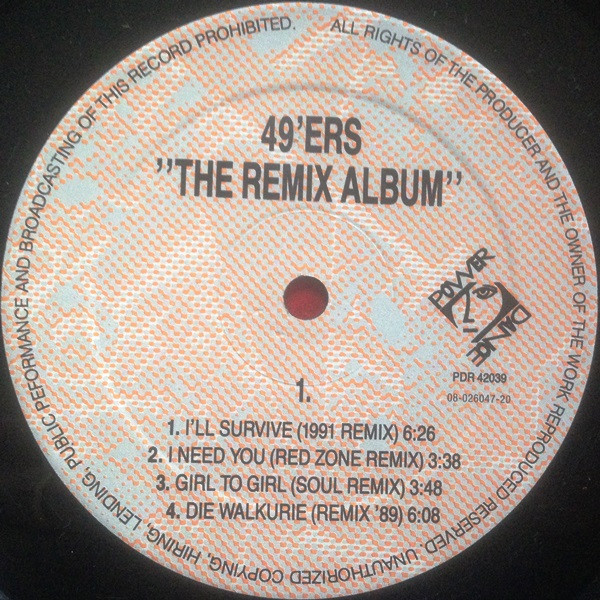 ALL RIGHTS OF THE PRODUCER AND THE OWNER OF THE WORK REPRODUCED RESERVED - UNAUTHORIZED COPYING, HIRING, LENDING, PUBLIC PEFORMANCE AND BROADCASTING OF THIS RECORD PROHIBITED.
49'ERS
"THE REMIX ALBUM"
POWER
PDR 42039
08-026047-20
1.
1. I'LL SURVIVE (1991 REMIX) 6:26
2. I NEED YOU (RED ZONE REMIX) 3:38
3. GIRL TO GIRL (SOUL REMIX) 3:48
4. DIE WALKURIE (REMIX '89) 6:08